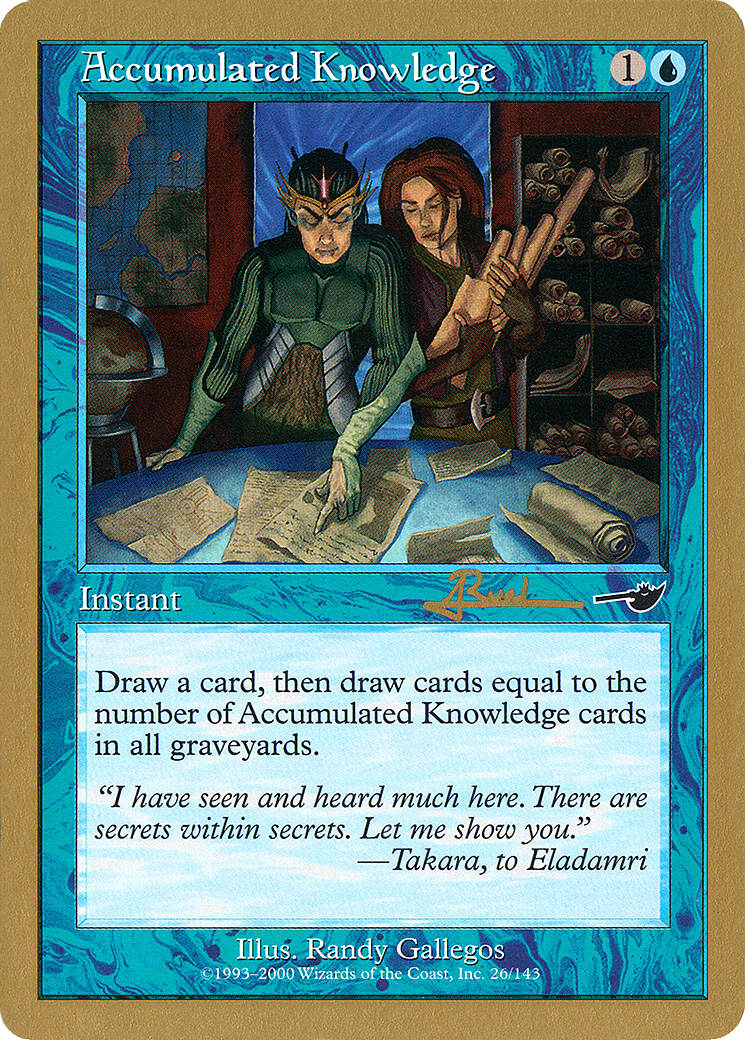 Accumulated Knowledge 1
Instant
Draw a card, then draw cards equal to the
number of Accumulated Knowledge cards
in all graveyards.
“I have seen and heard much here. There are
secrets within secrets. Let me show you.”
—Takara, to Eladamri
Illus. Randy Gallegos
©1993–2000 Wizards of the Coast, Inc. 26/143